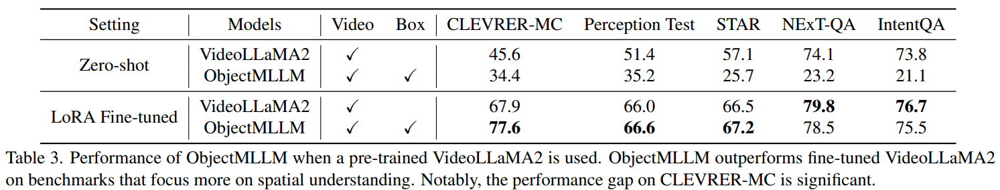 Setting Models Video Box CLEVRER-MC Perception Test STAR NExT-QA IntentQA
Zero-shot VideoLLaMA2 ✓ 45.6 51.4 57.1 74.1 73.8
ObjectMLLM ✓ ✓ 34.4 35.2 25.7 23.2 21.1
LoRA Fine-tuned VideoLLaMA2 ✓ 67.9 66.0 66.5 79.8 76.7
ObjectMLLM ✓ ✓ 77.6 66.6 67.2 78.5 75.5
Table 3. Performance of ObjectMLLM when a pre-trained VideoLLaMA2 is used. ObjectMLLM outperforms fine-tuned VideoLLaMA2
on benchmarks that focus more on spatial understanding. Notably, the performance gap on CLEVRER-MC is significant.